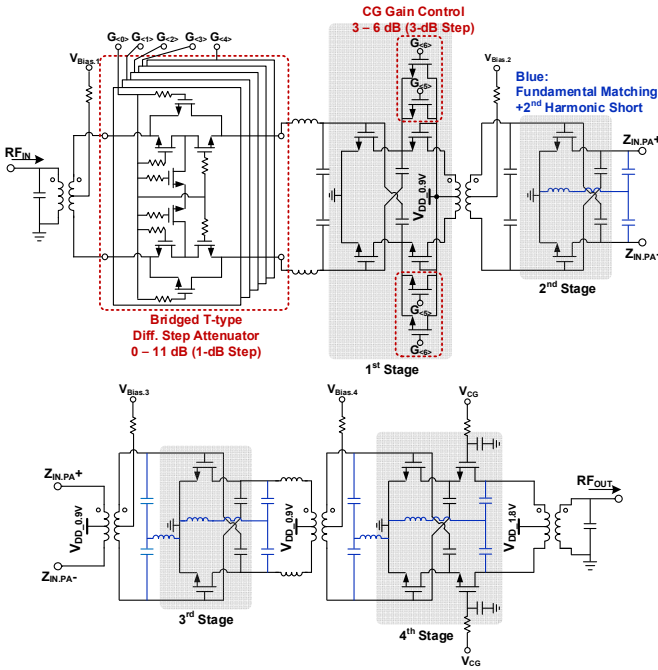 G<0> G<1> G<2> G<3> G<4>
VBias.1
RFIN
Bridged T-type
Diff. Step Attenuator
0 – 11 dB (1-dB Step)
CG Gain Control
3 – 6 dB (3-dB Step)
G<6>
G<5>
VDD_0.9V
G<5>
G<6>
1st Stage
VBias.2
Blue:
Fundamental Matching
+2nd Harmonic Short
ZIN.PA+
ZIN.PA-
2nd Stage
VBias.3
ZIN.PA+
VDD_0.9V
ZIN.PA-
3rd Stage
VBias.4
VDD_0.9V
VCG
4th Stage
VCG
VDD_1.8V
RFOUT